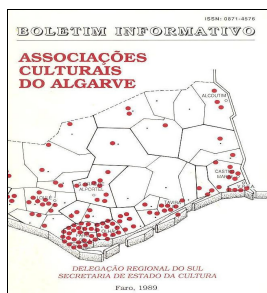 ISSN: 0871-4576
BOLETIM INFORMATIVO
ASSOCIAÇÕES
CULTURAIS
DO ALGARVE
ALCOUTIM
ALPORTEL
DELEGAÇÃO REGIONAL DO SUL
SECRETARIA DE ESTADO DA CULTURA
Faro, 1989